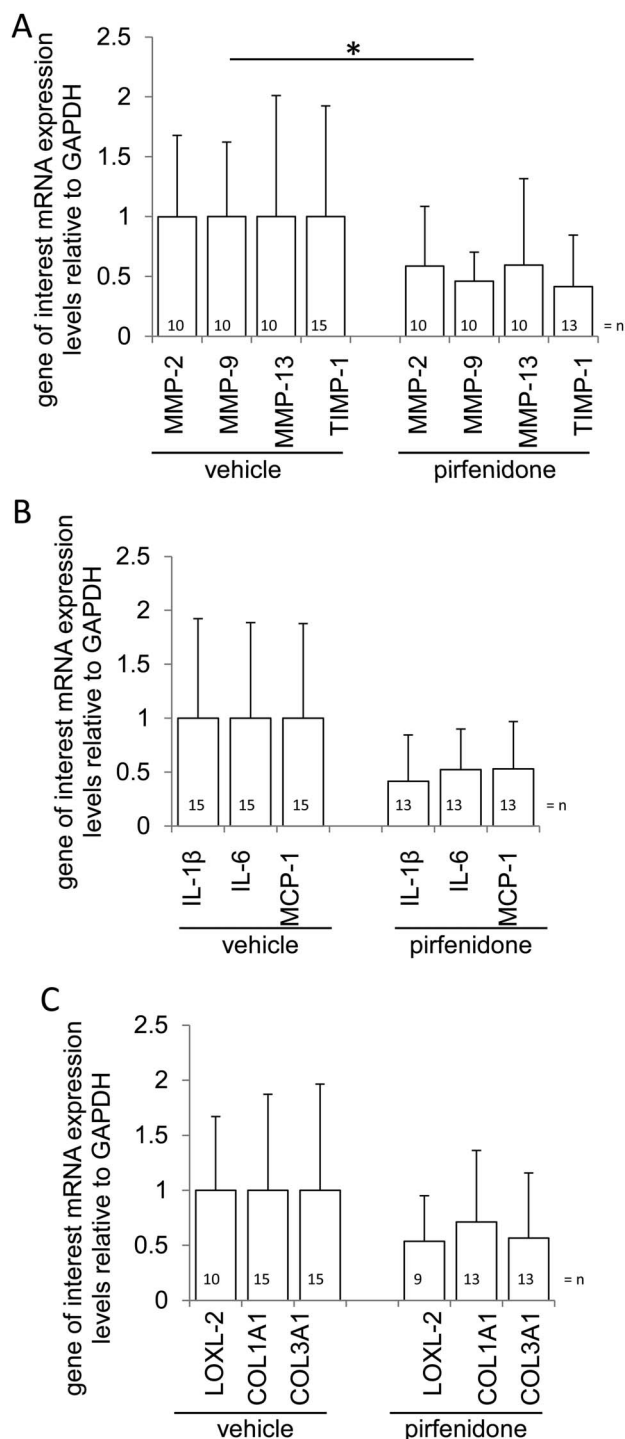 A
*
gene of interest mRNA expression
levels relative to GAPDH
2.5
2
1.5
1
0.5
0
10 10 10 15 10 10 10 13 = n
MMP-2 MMP-9 MMP-13 TIMP-1 MMP-2 MMP-9 MMP-13 TIMP-1
vehicle pirfenidone
B
gene of interest mRNA expression
levels relative to GAPDH
2.5
2
1.5
1
0.5
0
15 15 15 13 13 13 = n
IL-1β IL-6 MCP-1 IL-1β IL-6 MCP-1
vehicle pirfenidone
C
gene of interest mRNA expression
levels relative to GAPDH
2.5
2
1.5
1
0.5
0
10 15 15 9 13 13 = n
LOXL-2 COL1A1 COL3A1 LOXL-2 COL1A1 COL3A1
vehicle pirfenidone